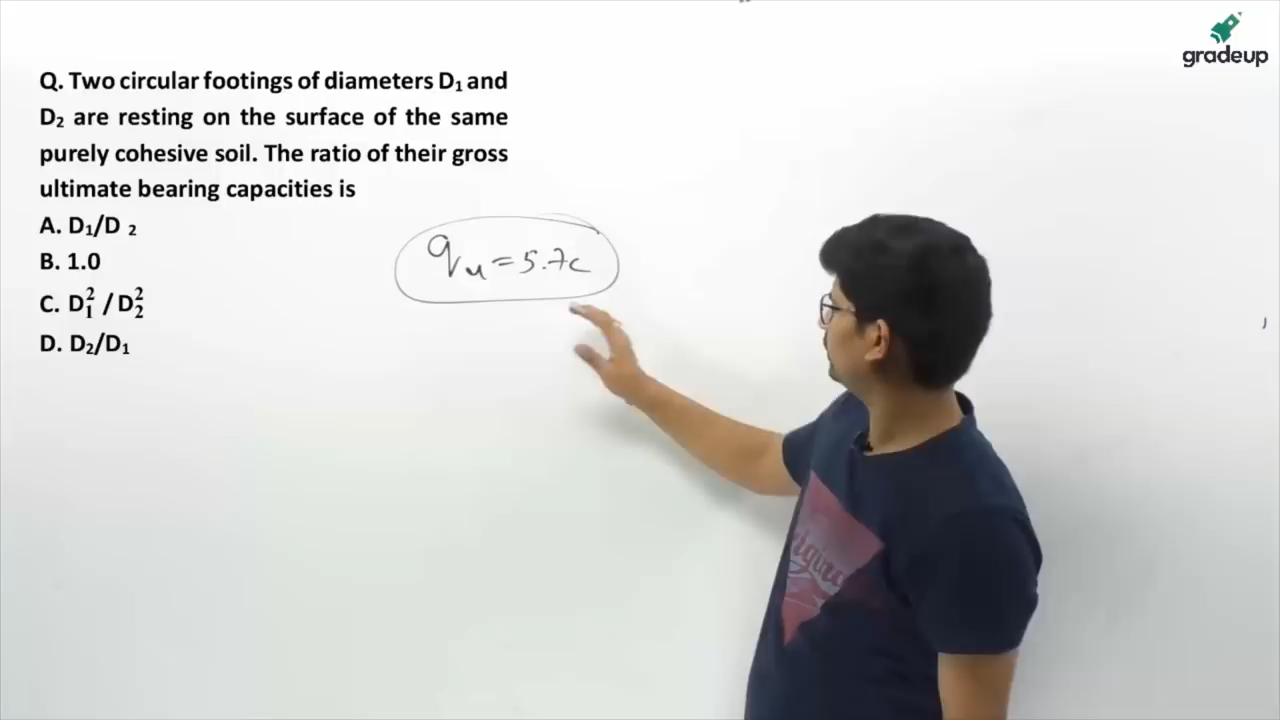 gradeup
Q. Two circular footings of diameters D₁ and
D₂ are resting on the surface of the same
purely cohesive soil. The ratio of their gross
ultimate bearing capacities is
A. D₁/D ₂
B. 1.0
C. D₁² / D₂²
D. D₂/D₁
qu = 5.7c
original